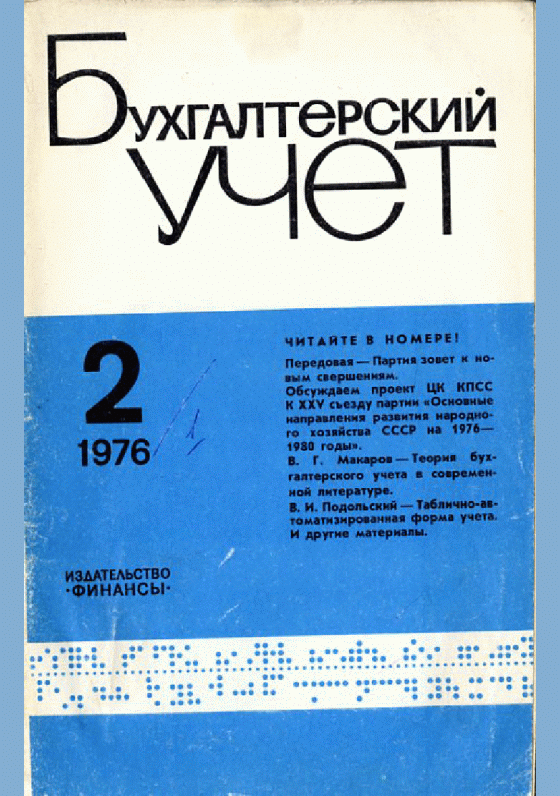 Бухгалтерский
учет
2
1976
ЧИТАЙТЕ В НОМЕРЕ!
Передовая — Партия зовет к но-
вым свершениям.
Обсуждаем проект ЦК КПСС
К XXV съезду партии «Основные
направления развития народно-
го хозяйства СССР на 1976—
1980 годы».
В. Г. Макаров — Теория бух-
галтерского учета в современ-
ной литературе.
В. И. Подольский — Таблично-ав-
томатизированная форма учета.
И другие материалы.
ИЗДАТЕЛЬСТВО
·ФИНАНСЫ·